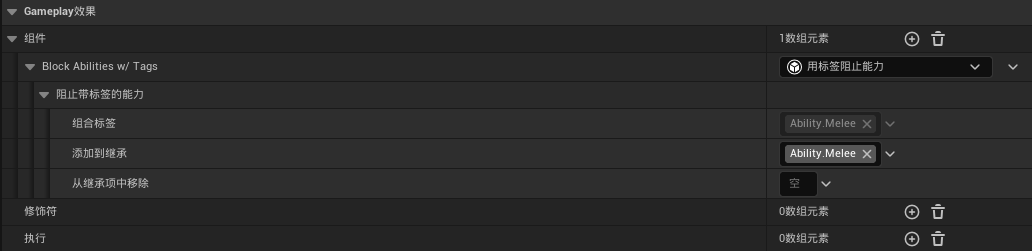 Gameplay效果
组件 1数组元素
Block Abilities w/ Tags 用标签阻止能力
阻止带标签的能力
组合标签 Ability.Melee
添加到继承 Ability.Melee
从继承项中移除 空
修饰符 0数组元素
执行 0数组元素